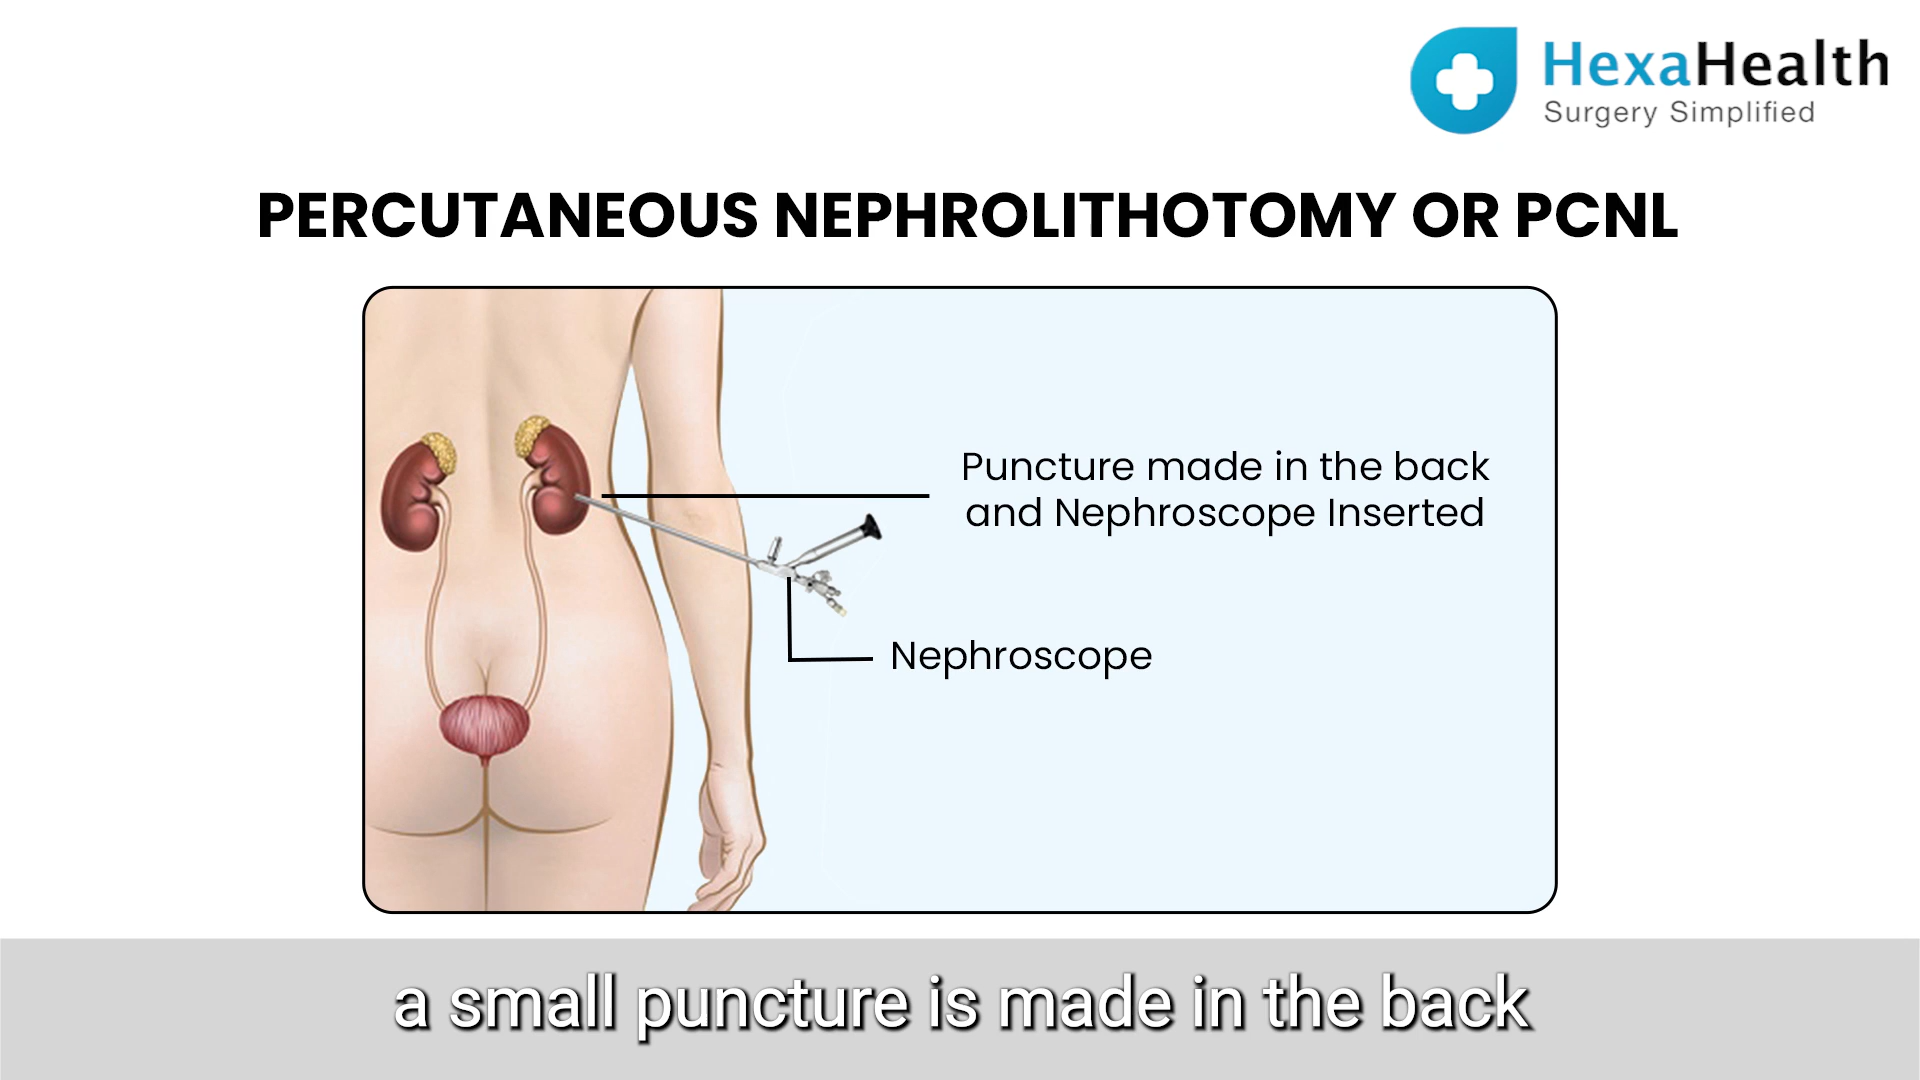 HexaHealth
Surgery Simplified
PERCUTANEOUS NEPHROLITHOTOMY OR PCNL
Puncture made in the back
and Nephroscope Inserted
Nephroscope
a small puncture is made in the back